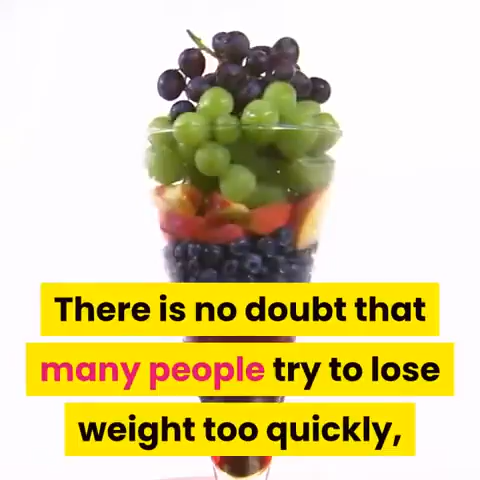 There is no doubt that
many people try to lose
weight too quickly,